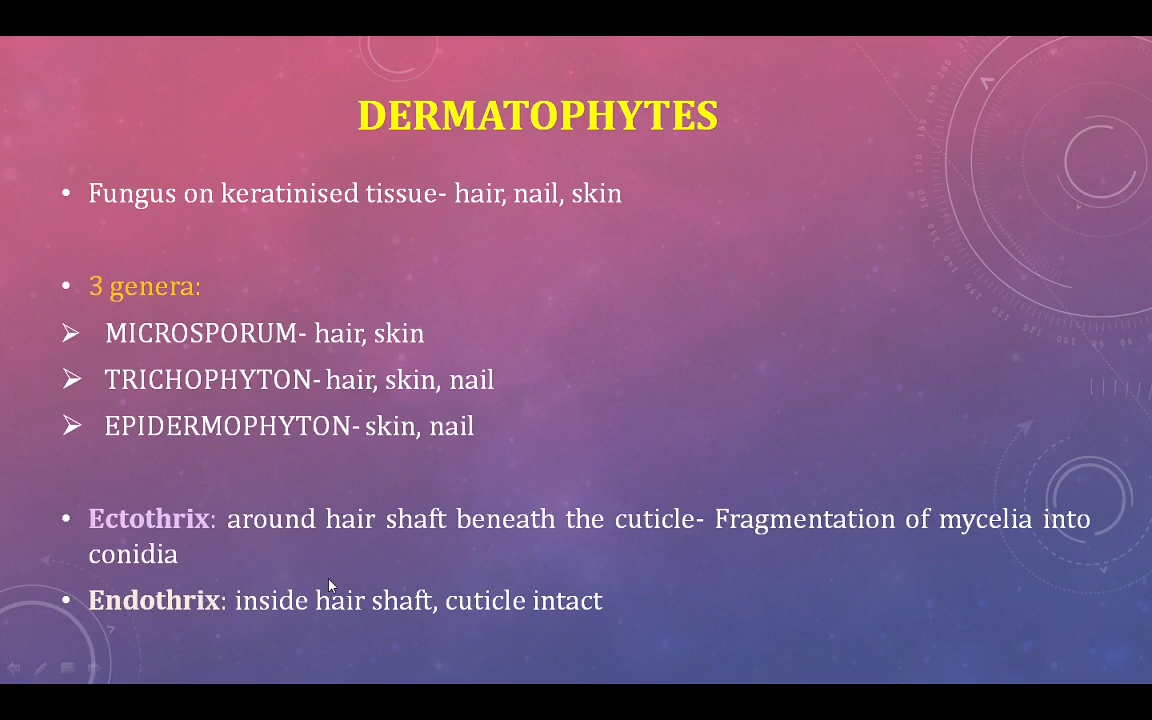 DERMATOPHYTES
• Fungus on keratinised tissue- hair, nail, skin
• 3 genera:
➢ MICROSPORUM- hair, skin
➢ TRICHOPHYTON- hair, skin, nail
➢ EPIDERMOPHYTON- skin, nail
• Ectothrix: around hair shaft beneath the cuticle- Fragmentation of mycelia into
conidia
• Endothrix: inside hair shaft, cuticle intact